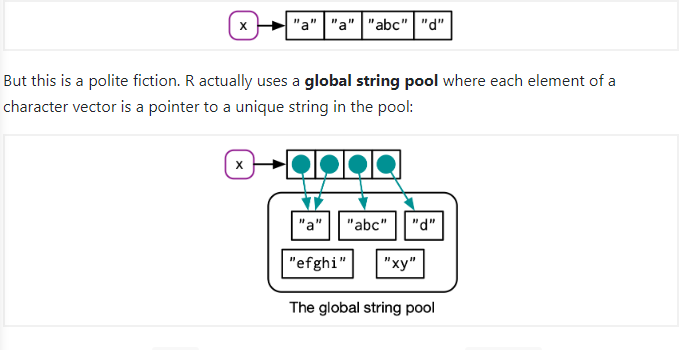 x "a" "a" "abc" "d"
But this is a polite fiction. R actually uses a global string pool where each element of a
character vector is a pointer to a unique string in the pool:
x
"a" "abc" "d"
"efghi" "xy"
The global string pool